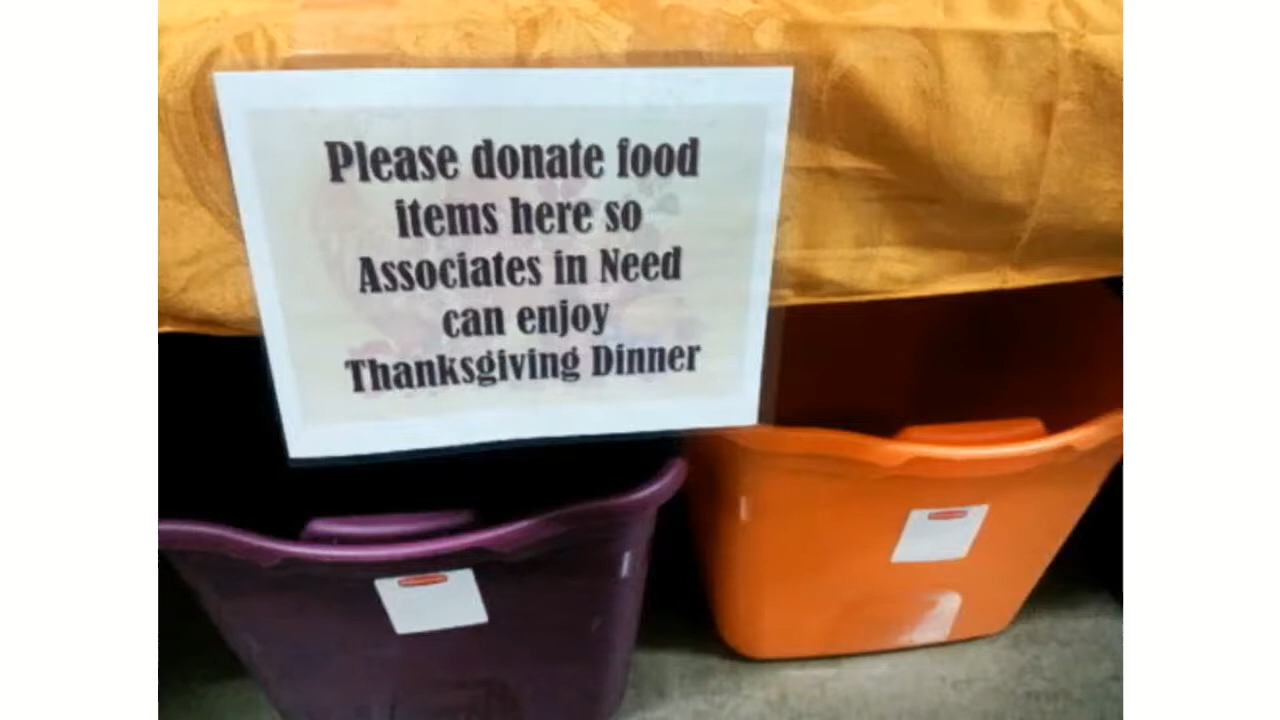 Please donate food
items here so
Associates in Need
can enjoy
Thanksgiving Dinner